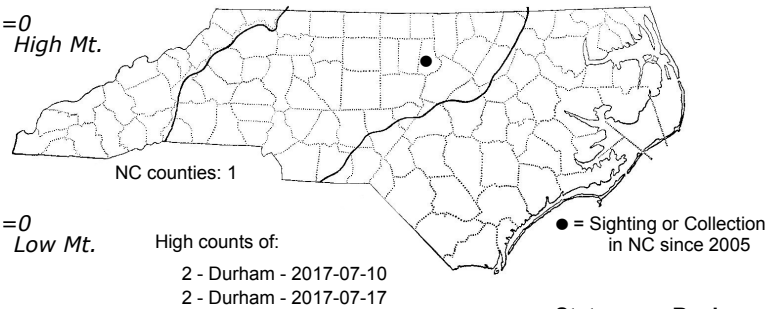 =0
High Mt.
NC counties: 1
=0
Low Mt.
High counts of:
2 - Durham - 2017-07-10
2 - Durham - 2017-07-17
● = Sighting or Collection
in NC since 2005